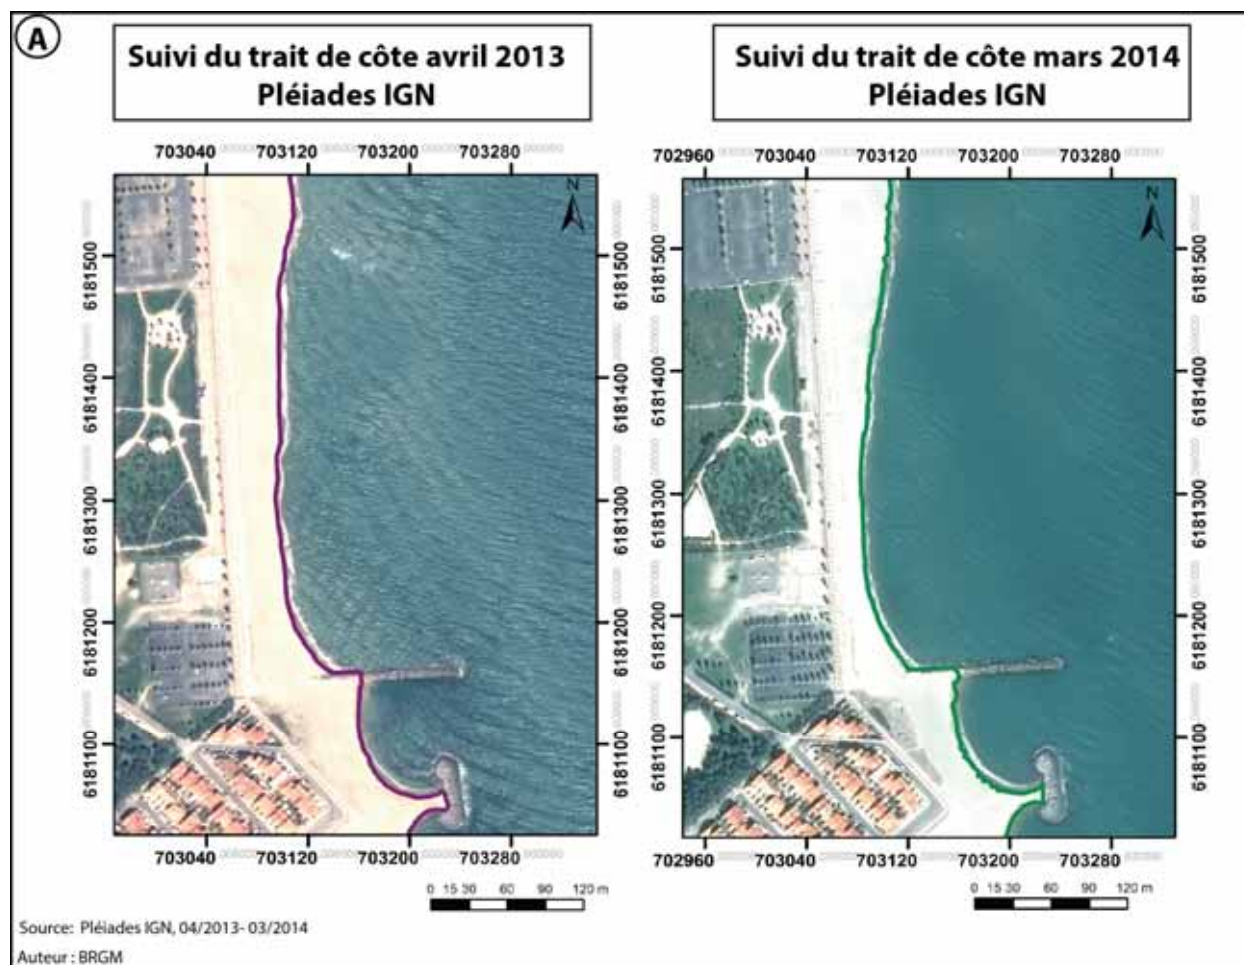 A
Suivi du trait de côte avril 2013
Pléiades IGN
Suivi du trait de côte mars 2014
Pléiades IGN
703040 703120 703200 703280
702960 703040 703120 703200 703280
N
N
6181500
6181400
6181300
6181200
6181100
6181500
6181400
6181300
6181200
6181100
6181500
6181400
6181300
6181200
6181100
6181500
6181400
6181300
6181200
6181100
703040 703120 703200 703280
702960 703040 703120 703200 703280
0 15 30 60 90 120 m
0 15 30 60 90 120 m
Source: Pléiades IGN, 04/2013- 03/2014
Auteur : BRGM